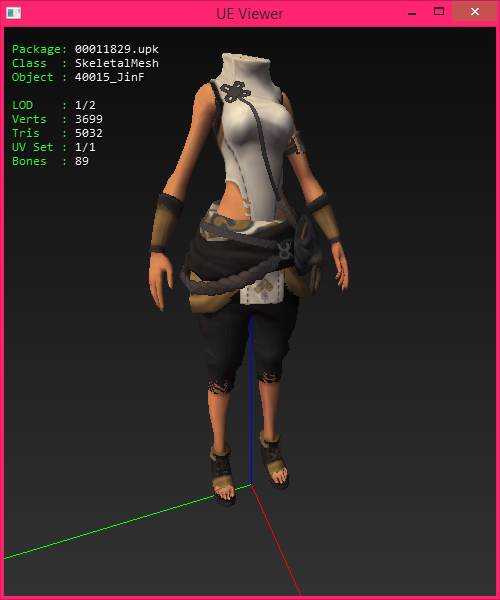 UE Viewer
Package: 00011829.upk
Class  : SkeletalMesh
Object : 40015_JinF
LOD    : 1/2
Verts  : 3699
Tris   : 5032
UV Set : 1/1
Bones  : 89